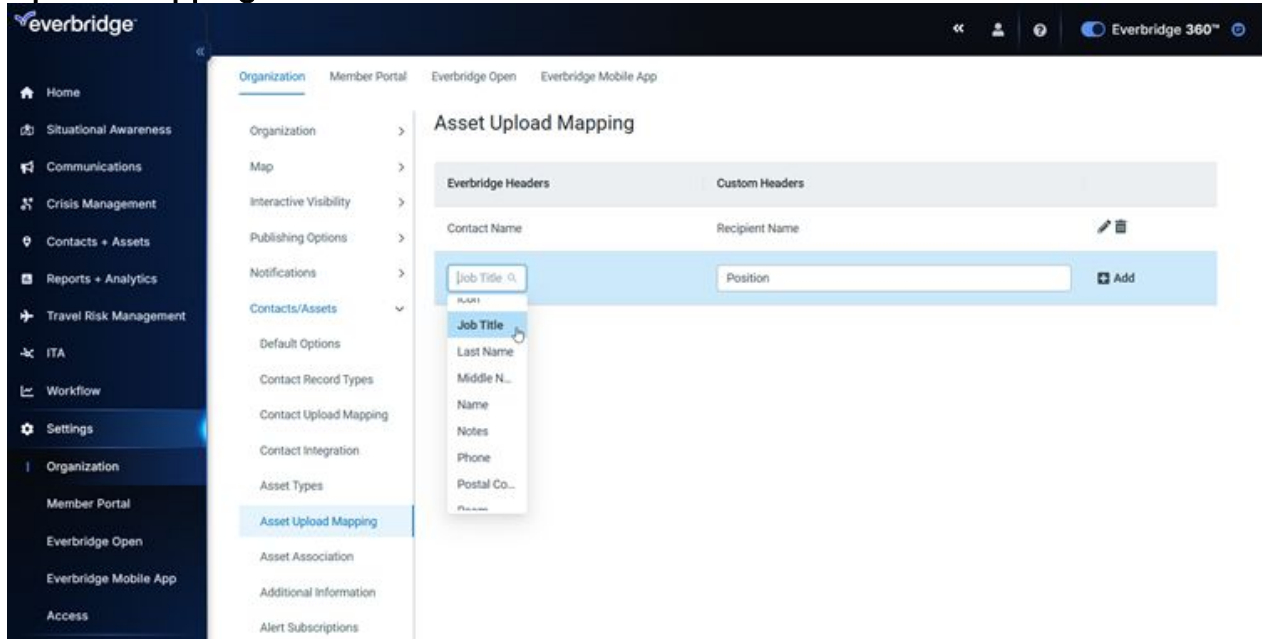 everbridge
«
Home
Situational Awareness
Communications
Crisis Management
Contacts + Assets
Reports + Analytics
Travel Risk Management
ITA
Workflow
Settings
Organization
Member Portal
Everbridge Open
Everbridge Mobile App
Access
«
Everbridge 360™
Organization Member Portal Everbridge Open Everbridge Mobile App
Organization >
Map >
Interactive Visibility >
Publishing Options >
Notifications >
Contacts/Assets
Default Options
Contact Record Types
Contact Upload Mapping
Contact Integration
Asset Types
Asset Upload Mapping
Asset Association
Additional Information
Alert Subscriptions
Asset Upload Mapping
Everbridge Headers Custom Headers
Contact Name Recipient Name
Job Title Position Add
Icon
Job Title
Last Name
Middle N...
Name
Notes
Phone
Postal Co...